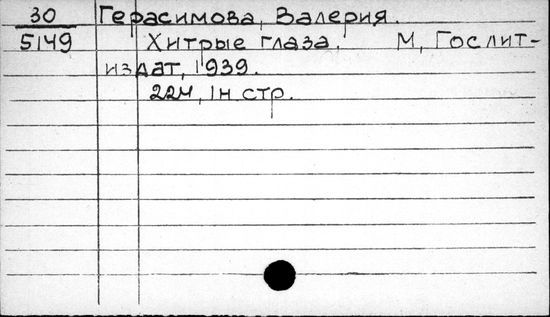 30 Герасимова, Валерия.
5149 Хитрые глаза. М, Гослит-
издат, 1939.
224, 1н стр.